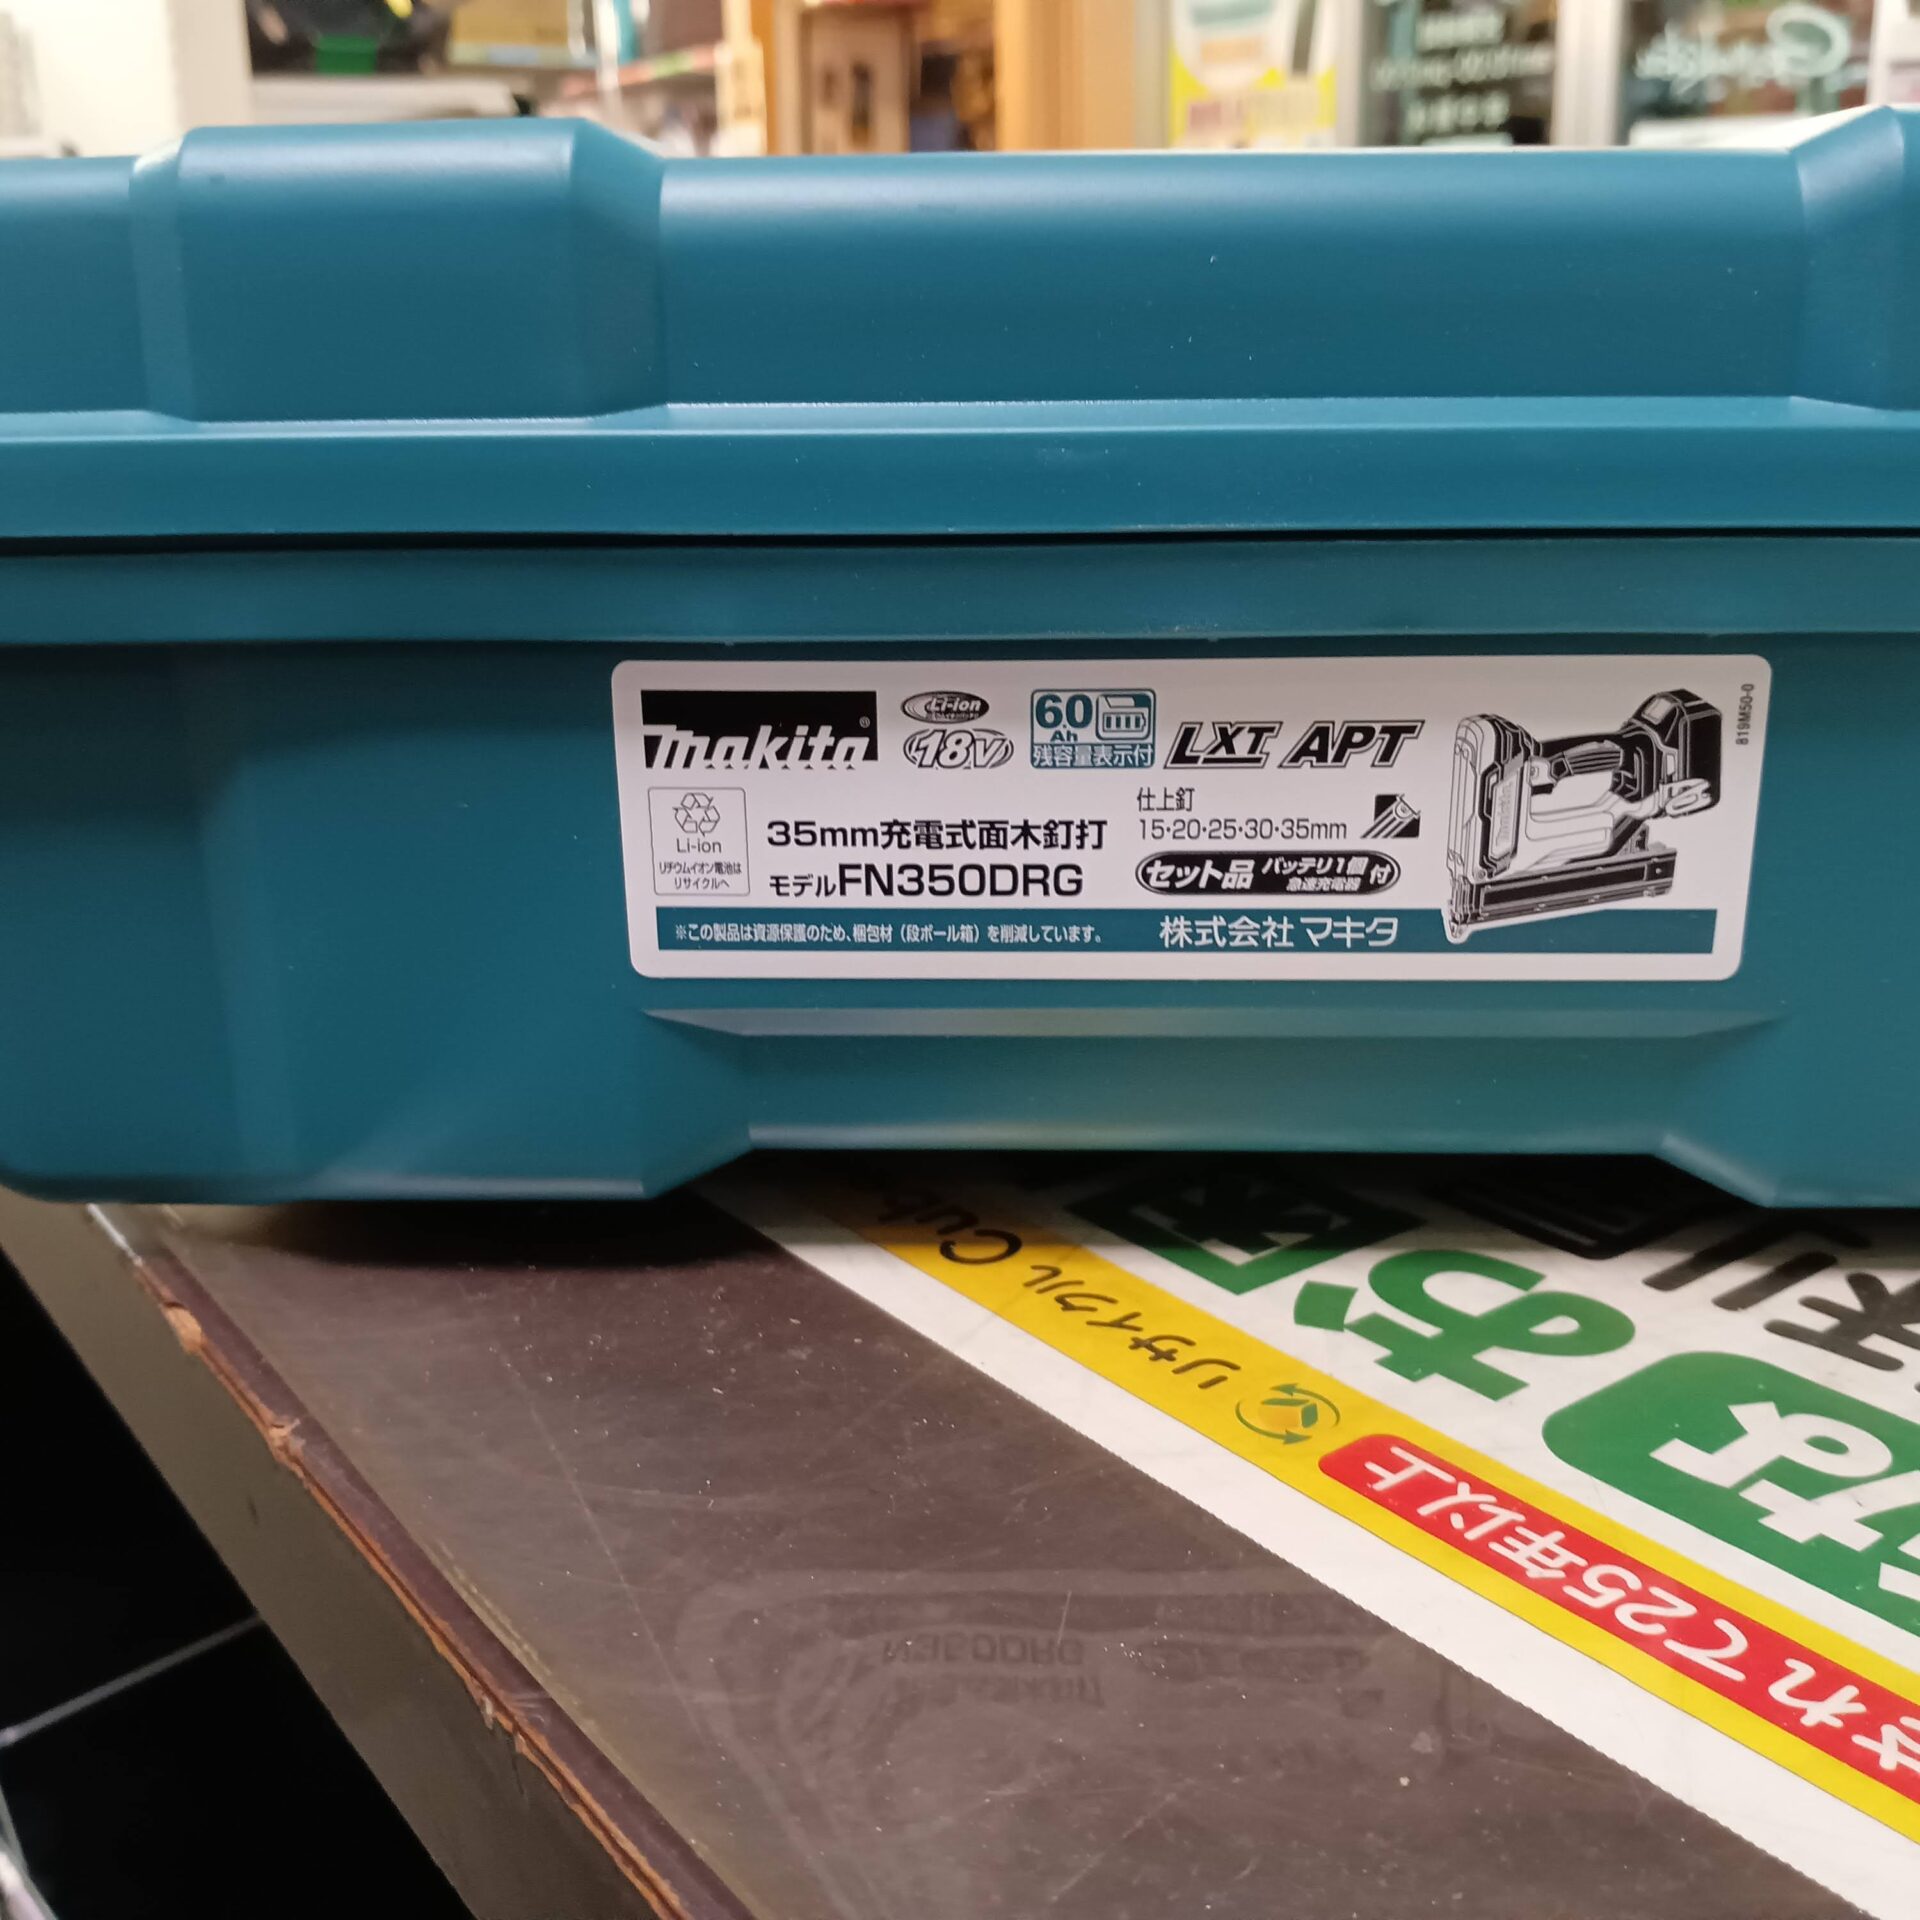 makita®
Li-ion
18V
6.0
Ah
残容量表示付
LXT APT
819M50-0
Li-ion
リチウムイオン電池は
リサイクルへ
35mm充電式面木釘打
モデルFN350DRG
仕上釘
15・20・25・30・35mm
セット品 バッテリ1個
急速充電器 付
※この製品は資源保護のため、梱包材（段ボール箱）を削減しています。
株式会社マキタ
リサイクル Cub
されて25年以上
お
な